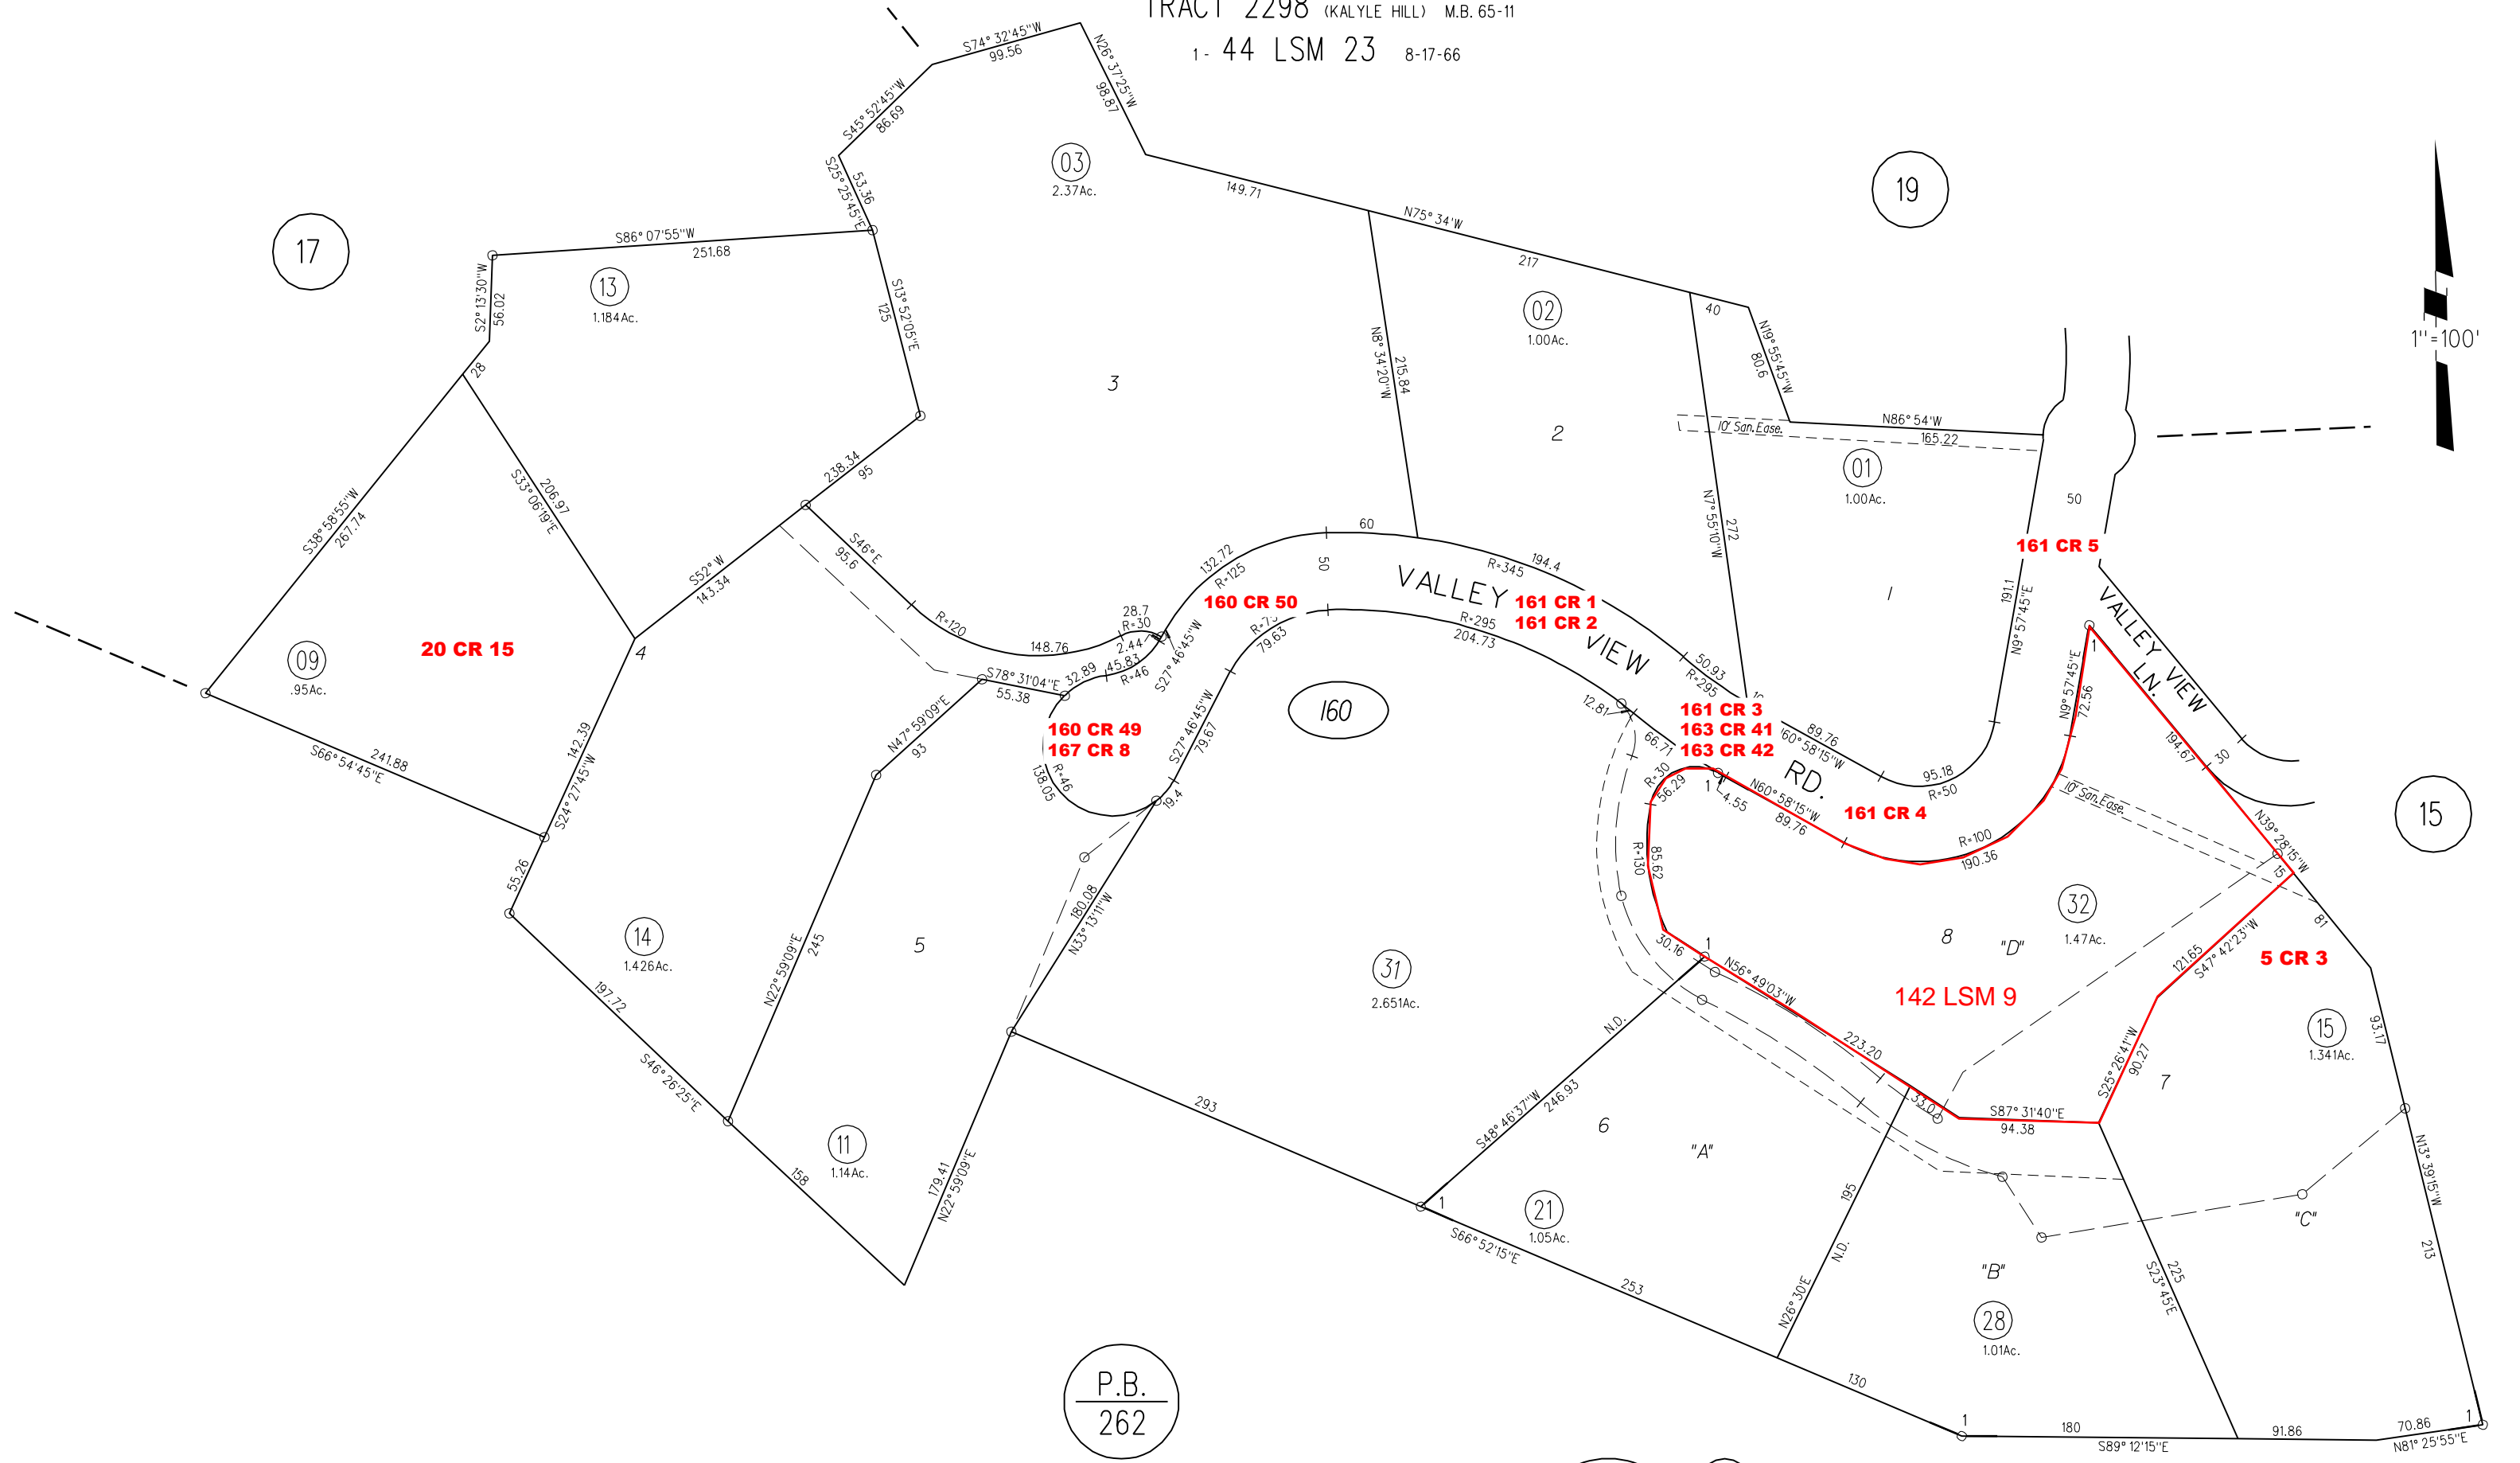 TRACT 2298 (KALYLE HILL) M.B. 65-11
1 - 44 LSM 23 8-17-66
S74° 32'45"W
99.56
N26° 37'25"W
98.87
S45° 52'45"W
86.69
S25° 25'45"E
53.36
03
2.37Ac.
149.71
N75° 34'W
217
40
19
17
S86° 07'55"W
251.68
S2° 13'30"W
56.02
13
1.184Ac.
28
S13° 52'05"E
125
3
N8° 34'20"W
215.84
02
1.00Ac.
2
N19° 55'45"W
80.6
N86° 54'W
165.22
10' San.Ease.
01
1.00Ac.
1
N7° 55'10"W
272
50
1"=100'
161 CR 5
191.1
N9° 57'45"E
S38° 58'55"W
267.74
206.97
S33° 06'19"E
238.34
95
S52° W
143.34
S46° E
95.6
R=120
148.76
28.7
R=30
2.44
132.72
R=125
60
50
194.4
R=345
VALLEY VIEW RD.
160 CR 50
161 CR 1
161 CR 2
R=295
204.73
R=75
79.63
S27° 46'45"W
45.83
R=46
32.89
S78° 31'04"E
55.38
09
.95Ac.
20 CR 15
4
S66° 54'45"E
241.88
142.39
S24° 27'45"W
55.26
N47° 59'09"E
93
160 CR 49
167 CR 8
R=46
138.05
19.4
S27° 46'45"W
79.67
160
12.81
66.71
50.93
R=295
161 CR 3
163 CR 41
163 CR 42
89.76
'60° 58'15"W
95.18
R=50
161 CR 4
VALLEY VIEW LN.
1
N9° 57'45"E
72.56
194.67
30
15
R=30
56.29
1
4.55
N60° 58'15"W
89.76
R=100
190.36
10' San.Ease.
N39° 28'15"W
15
81
R=130
85.62
30.16
1
14
1.426Ac.
5
N22° 59'09"E
245
180.08
N33° 13'11"W
31
2.651Ac.
N56° 49'03"W
223.20
8
"D"
32
1.47Ac.
142 LSM 9
121.65
S47° 42'23"W
5 CR 3
93.17
15
1.341Ac.
S25° 26'41"W
90.27
7
197.72
S46° 26'25"E
158
11
1.14Ac.
179.41
N22° 59'09"E
293
N.D.
S48° 46'37"W
246.93
6
"A"
33.0
S87° 31'40"E
94.38
1
21
1.05Ac.
S66° 52'15"E
253
195
N.D.
N26° 30'E
"B"
28
1.01Ac.
225
S23° 45'E
"C"
N13° 39'15"W
213
P.B.
262
130
1
180
S89° 12'15"E
91.86
70.86
N81° 25'55"E
1